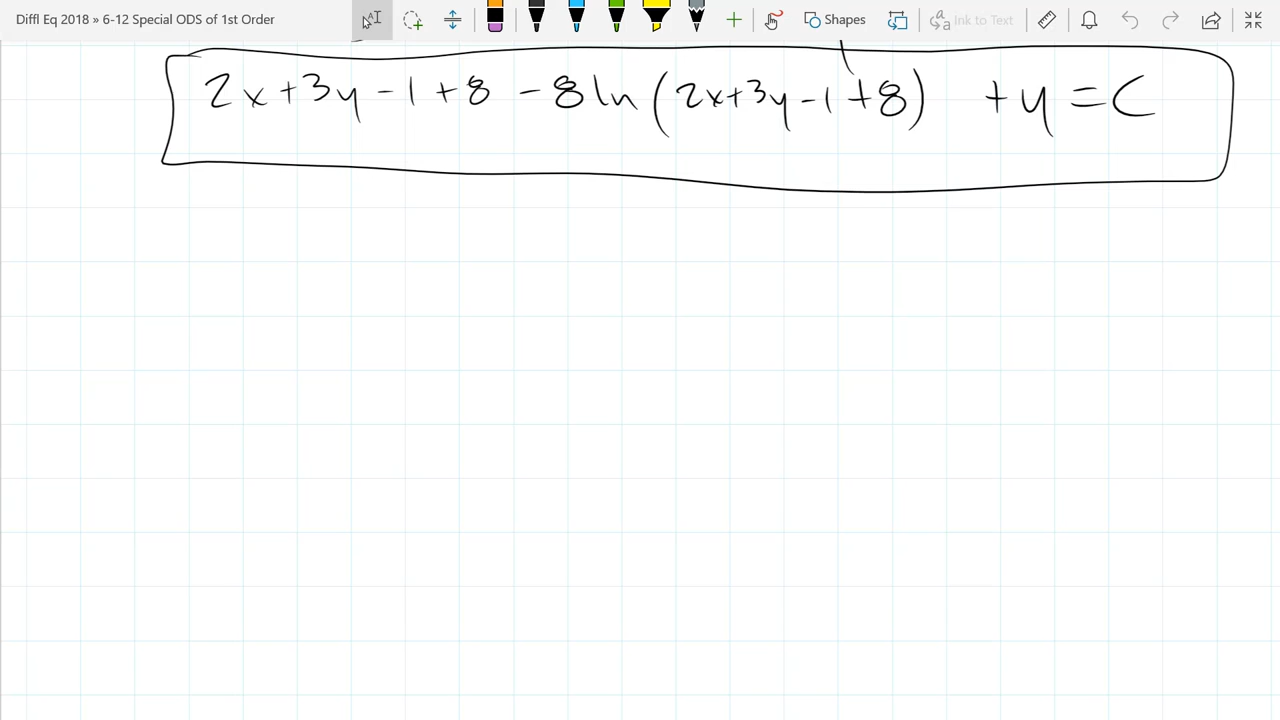 Diffl Eq 2018 » 6-12 Special ODS of 1st Order
Shapes
Ink to Text
2x+3y-1+8 -8ln(2x+3y-1+8) +y=C